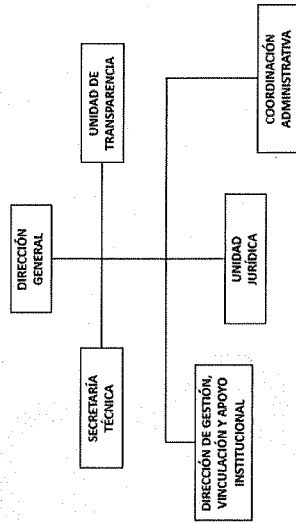 DIRECCIÓN
GENERAL
SECRETARÍA
TÉCNICA
UNIDAD DE
TRANSPARENCIA
DIRECCIÓN DE GESTIÓN,
VINCULACIÓN Y APOYO
INSTITUCIONAL
UNIDAD
JURÍDICA
COORDINACIÓN
ADMINISTRATIVA